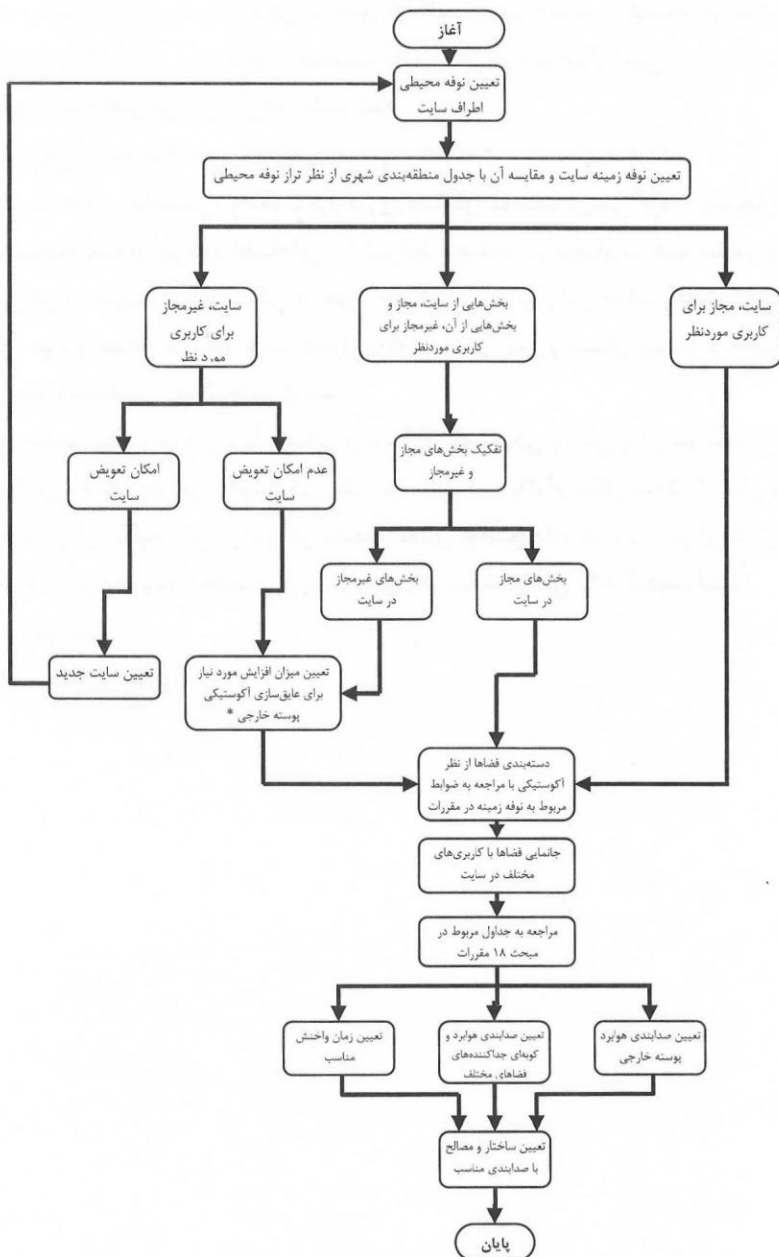 آغاز
تعیین نوفه محیطی
اطراف سایت
تعیین نوفه زمینه سایت و مقایسه آن با جدول منطقه‌بندی شهری از نظر تراز نوفه محیطی
سایت، مجاز برای
کاربری موردنظر
بخش‌هایی از سایت، مجاز و
بخش‌هایی از آن، غیرمجاز برای
کاربری موردنظر
سایت، غیرمجاز
برای کاربری
مورد نظر
تفکیک بخش‌های مجاز
و غیرمجاز
عدم امکان تعویض
سایت
امکان تعویض
سایت
بخش‌های مجاز
در سایت
بخش‌های غیرمجاز
در سایت
تعیین میزان افزایش مورد نیاز
برای عایق‌سازی آکوستیکی
پوسته خارجی *
تعیین سایت جدید
دسته‌بندی فضاها از نظر
آکوستیکی با مراجعه به ضوابط
مربوط به نوفه زمینه در مقررات
جانمایی فضاها با کاربری‌های
مختلف در سایت
مراجعه به جداول مربوط در
مبحث ۱۸ مقررات
تعیین صدابندی هوابرد
پوسته خارجی
تعیین صدابندی هوابرد و
کوبه‌ای جداکننده‌های
فضاهای مختلف
تعیین زمان واخنش
مناسب
تعیین ساختار و مصالح
با صدابندی مناسب
پایان